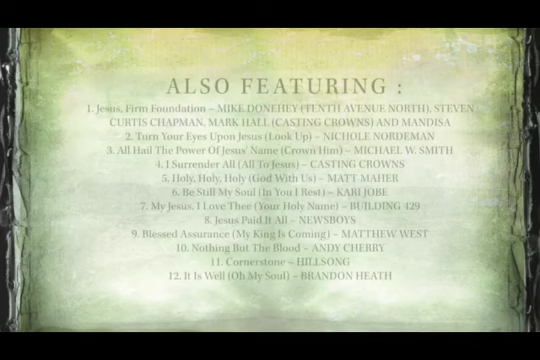 ALSO FEATURING :
1. Jesus, Firm Foundation – MIKE DONEHEY (TENTH AVENUE NORTH), STEVEN
CURTIS CHAPMAN, MARK HALL (CASTING CROWNS) AND MANDISA
2. Turn Your Eyes Upon Jesus (Look Up) – NICHOLE NORDEMAN
3. All Hail The Power Of Jesus' Name (Crown Him) – MICHAEL W. SMITH
4. I Surrender All (All To Jesus) – CASTING CROWNS
5. Holy, Holy, Holy (God With Us) – MATT MAHER
6. Be Still My Soul (In You I Rest) – KARI JOBE
7. My Jesus, I Love Thee (Your Holy Name) – BUILDING 429
8. Jesus Paid It All – NEWSBOYS
9. Blessed Assurance (My King Is Coming) – MATTHEW WEST
10. Nothing But The Blood – ANDY CHERRY
11. Cornerstone – HILLSONG
12. It Is Well (Oh My Soul) – BRANDON HEATH